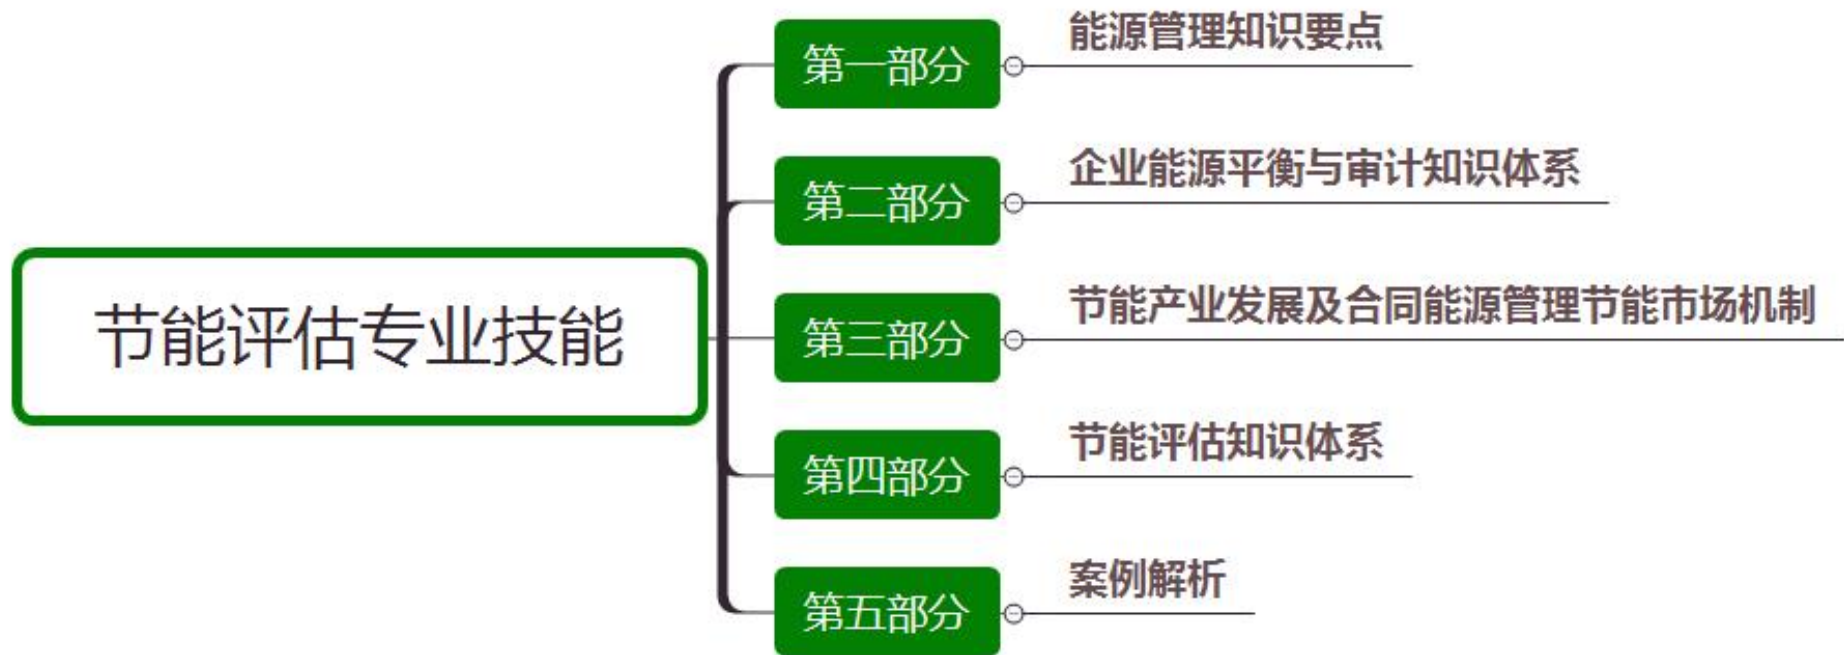 节能评估专业技能
第一部分
能源管理知识要点
第二部分
企业能源平衡与审计知识体系
第三部分
节能产业发展及合同能源管理节能市场机制
第四部分
节能评估知识体系
第五部分
案例解析